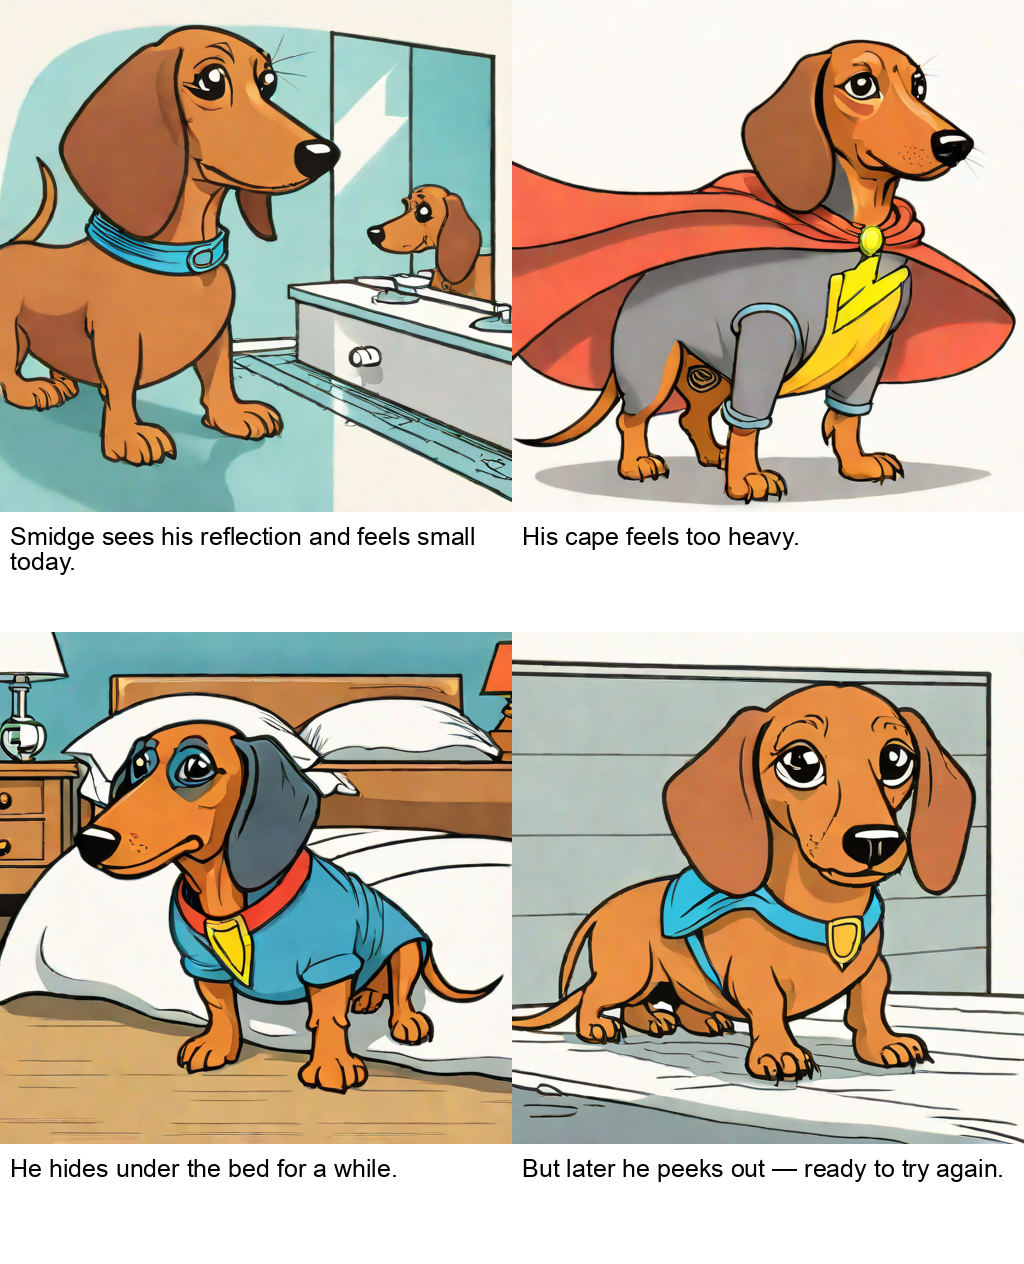 Smidge sees his reflection and feels small
today.
His cape feels too heavy.
He hides under the bed for a while.
But later he peeks out — ready to try again.